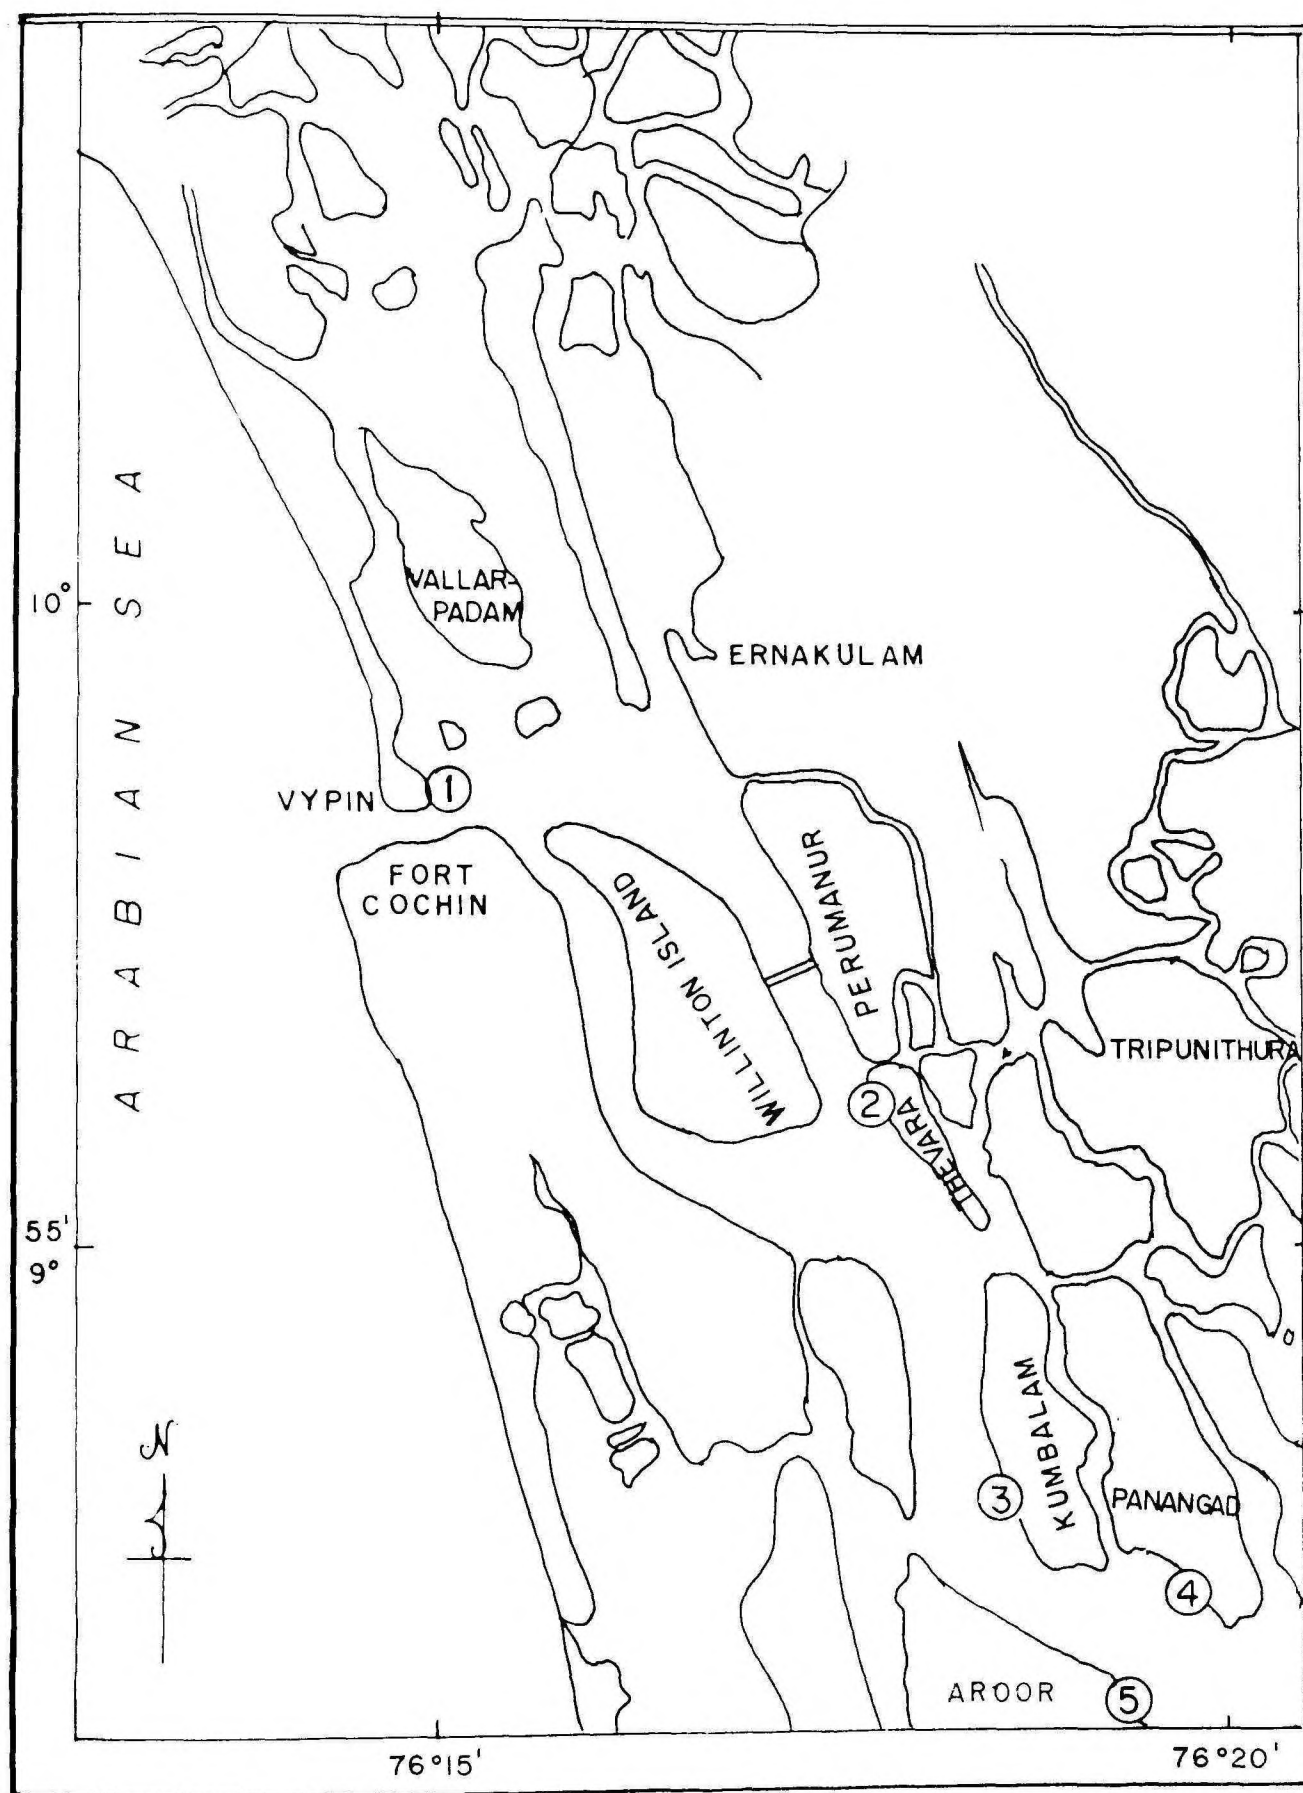 VALLAR-
PADAM
10°
ARABIAN SEA
ERNAKULAM
VYPIN
1
FORT
COCHIN
WILLINTON ISLAND
PERUMANUR
TRIPUNITHURA
2
THEVARA
55'
9°
KUMBALAM
3
PANANGAD
N
4
AROOR
5
76°15'
76°20'